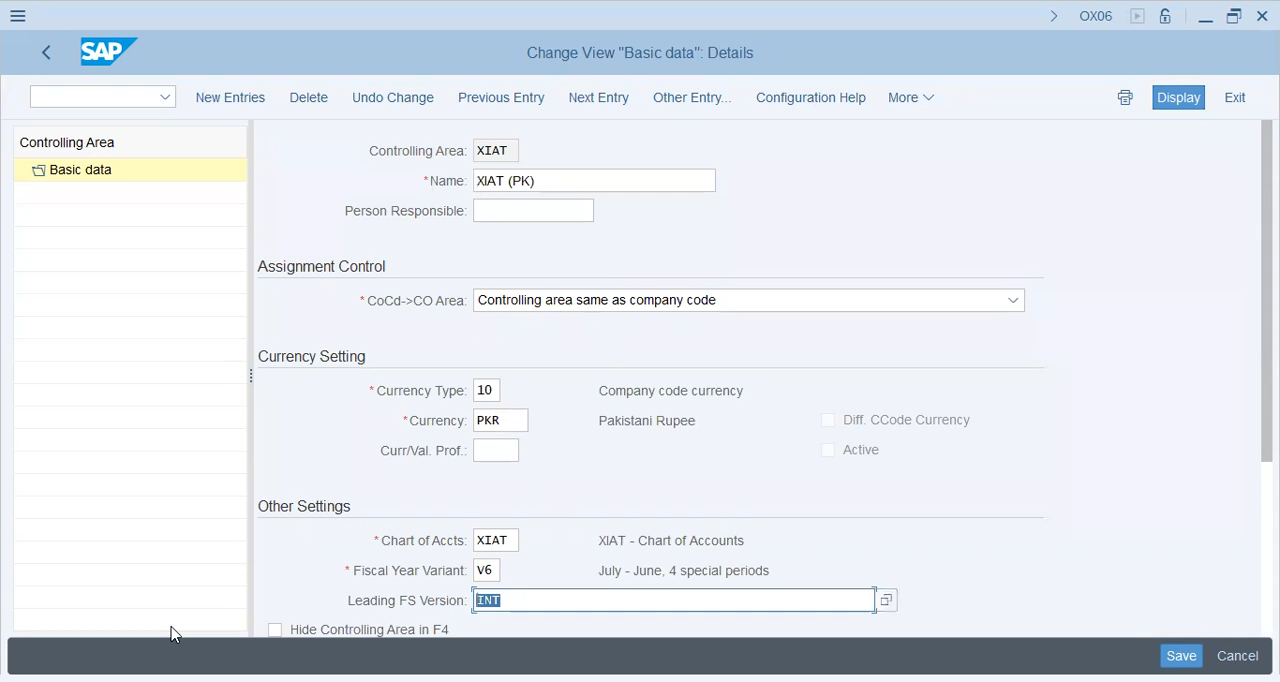 OX06
SAP
Change View "Basic data": Details
New Entries Delete Undo Change Previous Entry Next Entry Other Entry... Configuration Help More Display Exit
Controlling Area
Basic data
Controlling Area: XIAT
*Name: XIAT (PK)
Person Responsible:
Assignment Control
* CoCd->CO Area: Controlling area same as company code
Currency Setting
* Currency Type: 10 Company code currency
*Currency: PKR Pakistani Rupee Diff. CCode Currency
Curr/Val. Prof.: Active
Other Settings
* Chart of Accts: XIAT XIAT - Chart of Accounts
* Fiscal Year Variant: V6 July - June, 4 special periods
Leading FS Version: INT
Hide Controlling Area in F4
Save Cancel